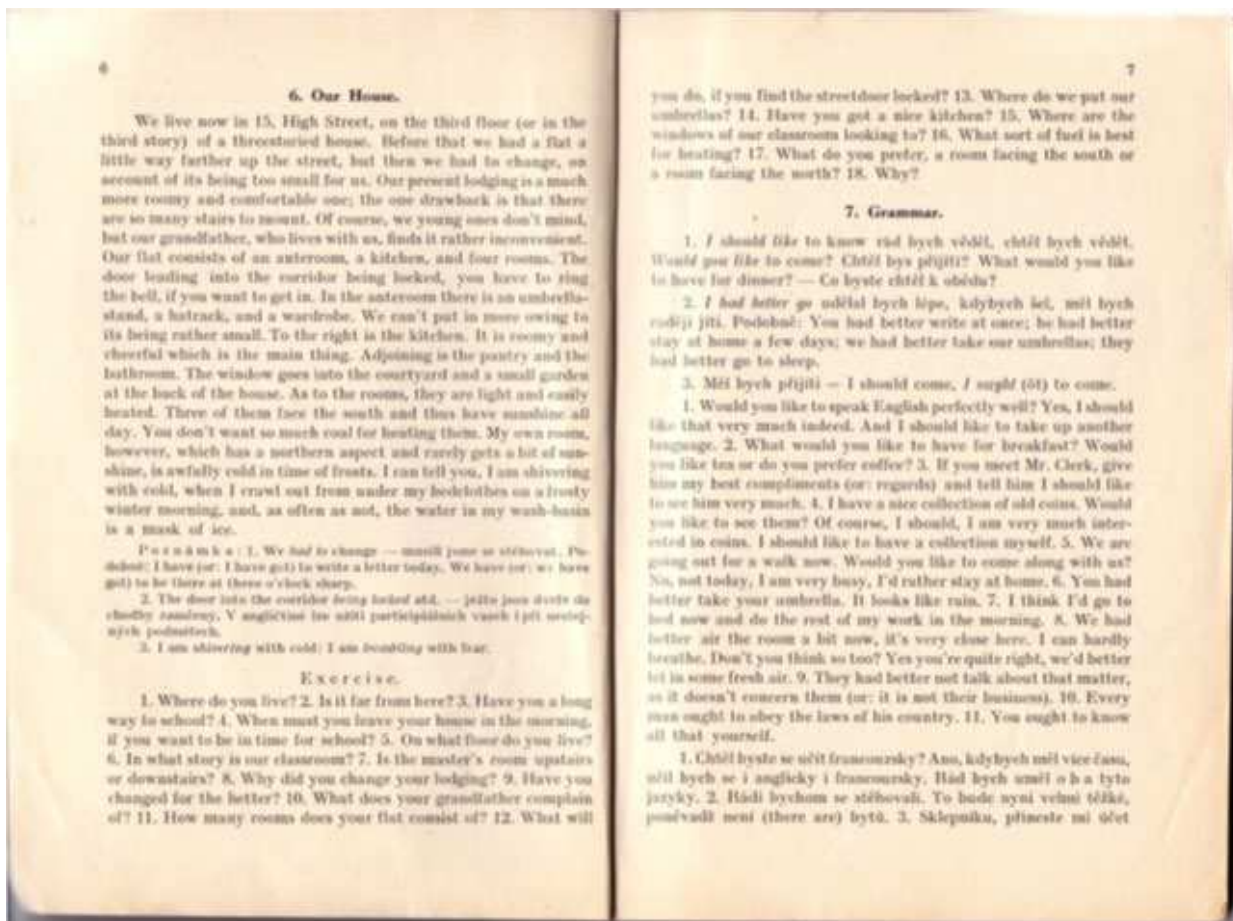 6
6. Our House.
We live now in 15, High Street, on the third floor (or in the
third story) of a threestoried house. Before that we had a flat a
little way farther up the street, but then we had to change, on
account of its being too small for us. Our present lodging is a much
more roomy and comfortable one; the one drawback is that there
are so many stairs to mount. Of course, we young ones don't mind,
but our grandfather, who lives with us, finds it rather inconvenient.
Our flat consists of an anteroom, a kitchen, and four rooms. The
door leading into the corridor being locked, you have to ring
the bell, if you want to get in. In the anteroom there is an umbrella-
stand, a hatrack, and a wardrobe. We can't put in more owing to
its being rather small. To the right is the kitchen. It is roomy and
cheerful which is the main thing. Adjoining is the pantry and the
bathroom. The window goes into the courtyard and a small garden
at the back of the house. As to the rooms, they are light and easily
heated. Three of them face the south and thus have sunshine all
day. You don't want so much coal for heating them. My own room,
however, which has a northern aspect and rarely gets a bit of sun-
shine, is awfully cold in time of frosts. I can tell you, I am shivering
with cold, when I crawl out from under my bedclothes on a frosty
winter morning, and, as often as not, the water in my wash-basin
is a mask of ice.
Poznámka: 1. We had to change — musili jsme se stěhovat. Po-
dobně: I have (or: I have got) to write a letter today. We have (or: we have
got) to be there at three o'clock sharp.
2. The door into the corridor being locked atd. — ježto jsou dveře do
chodby zamčeny. V angličtině lze užíti participiálních vazeb i při nestej-
ných podmětech.
3. I am shivering with cold: I am trembling with fear.
Exercise.
1. Where do you live? 2. Is it far from here? 3. Have you a long
way to school? 4. When must you leave your house in the morning,
if you want to be in time for school? 5. On what floor do you live?
6. In what story is our classroom? 7. Is the master's room upstairs
or downstairs? 8. Why did you change your lodging? 9. Have you
changed for the better? 10. What does your grandfather complain
of? 11. How many rooms does your flat consist of? 12. What will
7
you do, if you find the streetdoor locked? 13. Where do we put our
umbrellas? 14. Have you got a nice kitchen? 15. Where are the
windows of our classroom looking to? 16. What sort of fuel is best
for heating? 17. What do you prefer, a room facing the south or
a room facing the north? 18. Why?
7. Grammar.
1. I should like to know rád bych věděl, chtěl bych vědět.
Would you like to come? Chtěl bys přijíti? What would you like
to have for dinner? — Co byste chtěl k obědu?
2. I had better go udělal bych lépe, kdybych šel, měl bych
raději jíti. Podobně: You had better write at once; he had better
stay at home a few days; we had better take our umbrellas; they
had better go to sleep.
3. Měl bych přijíti — I should come, I ought (ōt) to come.
1. Would you like to speak English perfectly well? Yes, I should
like that very much indeed. And I should like to take up another
language. 2. What would you like to have for breakfast? Would
you like tea or do you prefer coffee? 3. If you meet Mr. Clerk, give
him my best compliments (or: regards) and tell him I should like
to see him very much. 4. I have a nice collection of old coins. Would
you like to see them? Of course, I should, I am very much inter-
ested in coins. I should like to have a collection myself. 5. We are
going out for a walk now. Would you like to come along with us?
No, not today, I am very busy, I'd rather stay at home. 6. You had
better take your umbrella. It looks like rain. 7. I think I'd go to
bed now and do the rest of my work in the morning. 8. We had
better air the room a bit now, it's very close here. I can hardly
breathe. Don't you think so too? Yes you're quite right, we'd better
let in some fresh air. 9. They had better not talk about that matter,
as it doesn't concern them (or: it is not their business). 10. Every
man ought to obey the laws of his country. 11. You ought to know
all that yourself.
1. Chtěl byste se učit francouzsky? Ano, kdybych měl více času,
učil bych se i anglicky i francouzsky. Rád bych uměl oba tyto
jazyky. 2. Rádi bychom se stěhovali. To bude nyní velmi těžké,
poněvadž není (there are) bytů. 3. Sklepníku, přineste mi účet